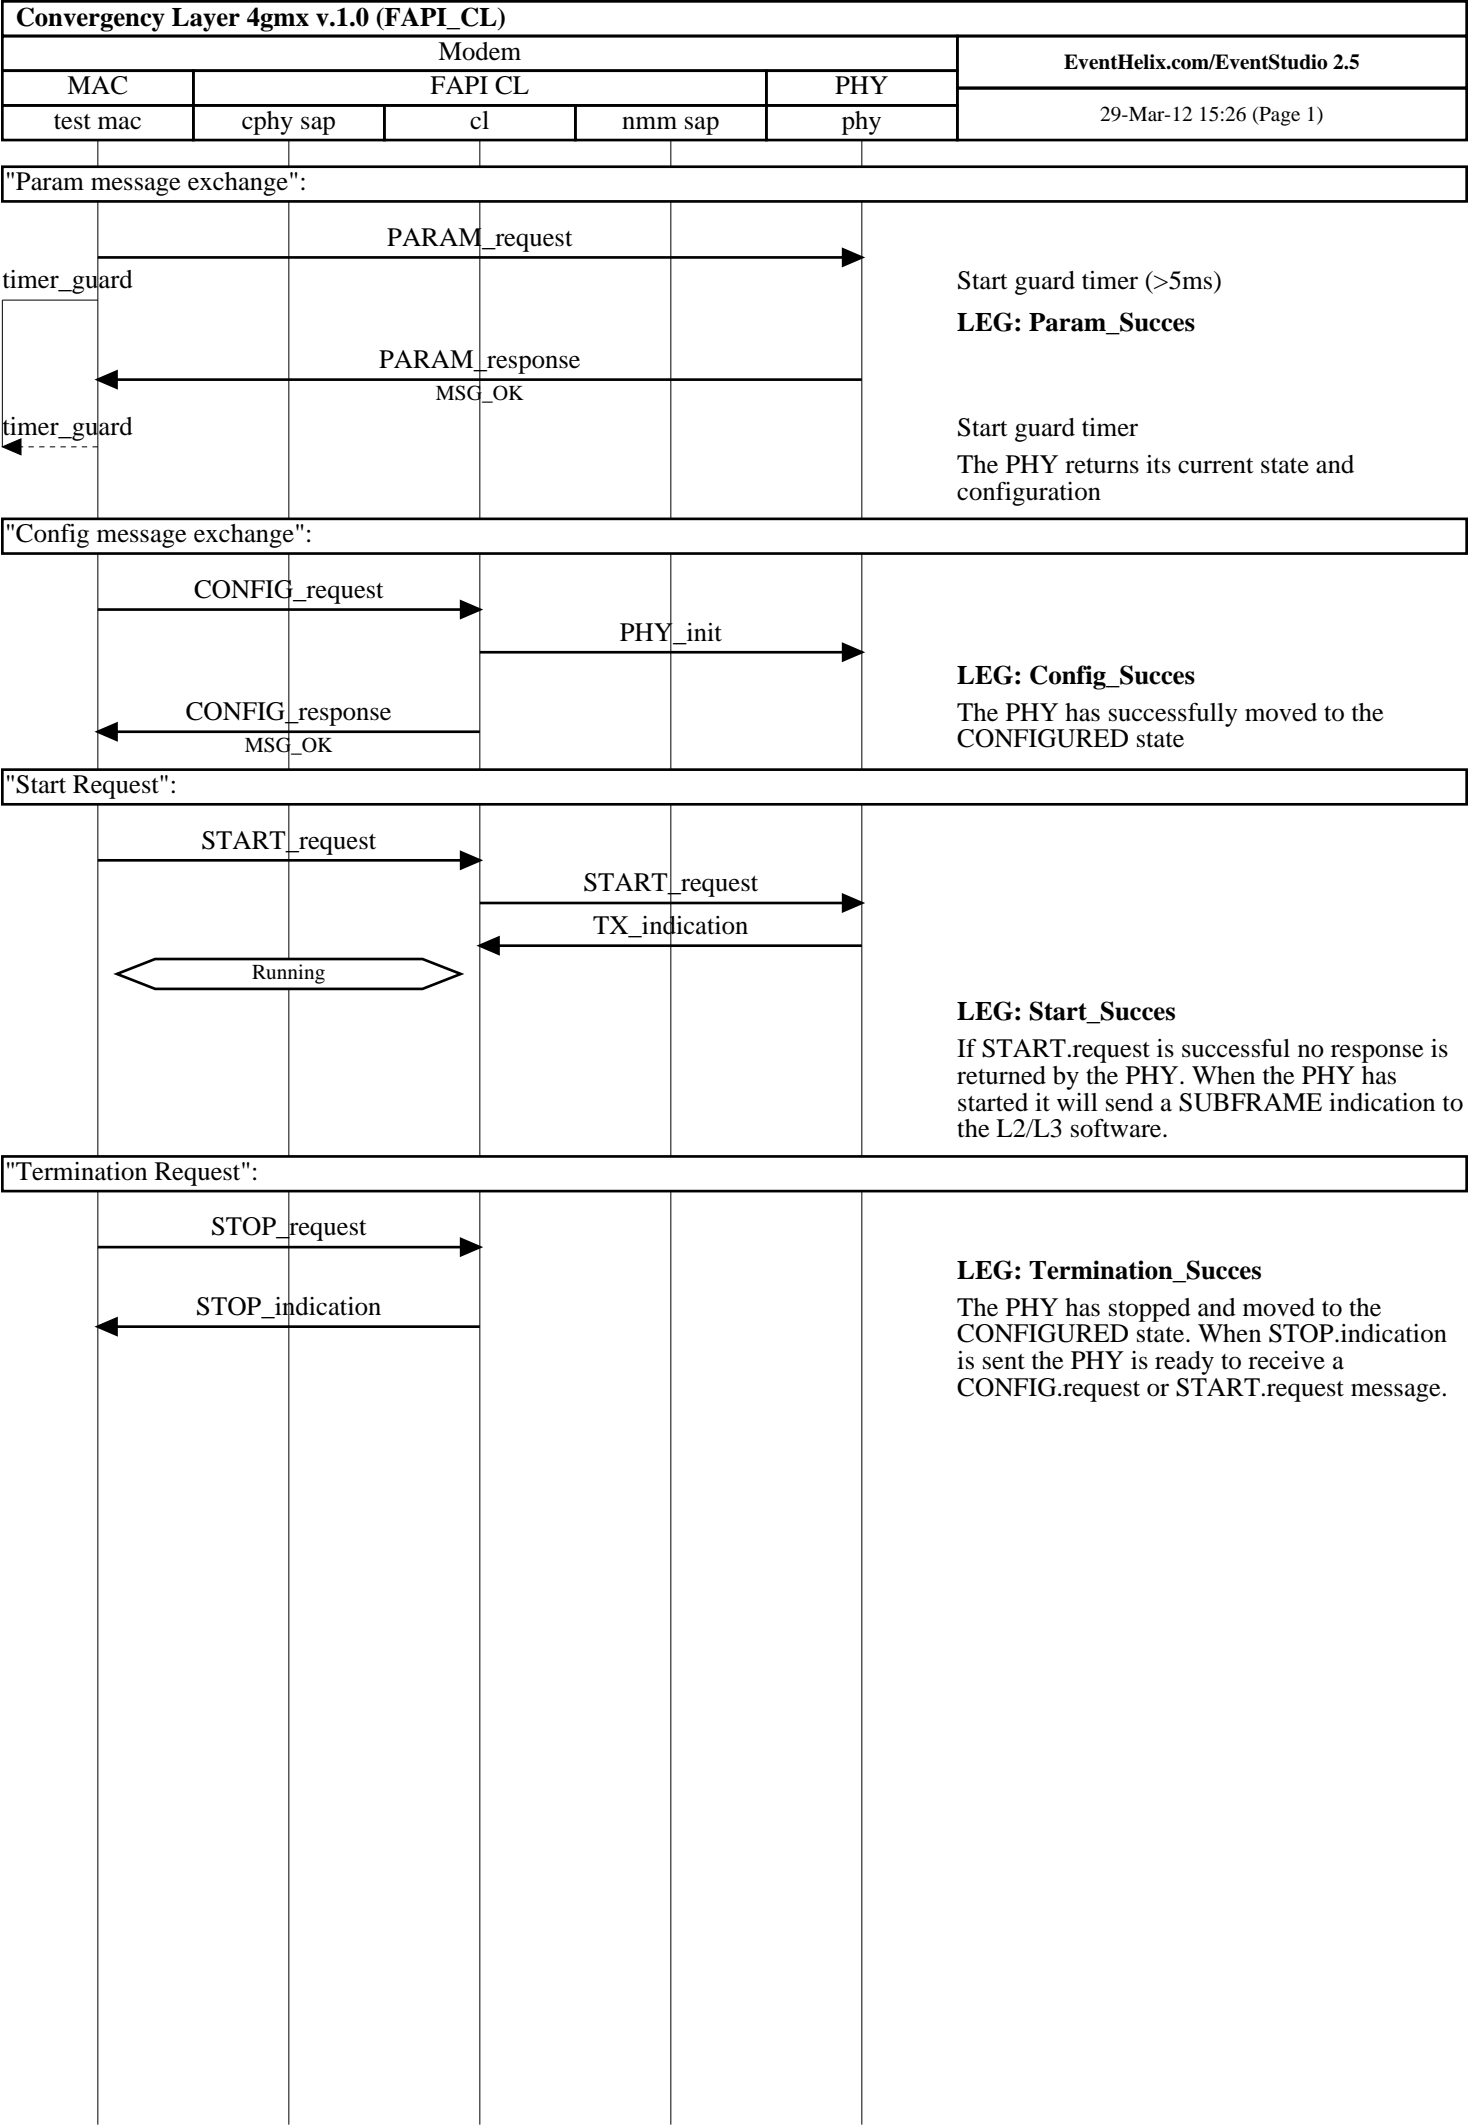 Convergency Layer 4gmx v.1.0 (FAPI_CL)
Modem
EventHelix.com/EventStudio 2.5
MAC
FAPI CL
PHY
29-Mar-12 15:26 (Page 1)
test mac
cphy sap
cl
nmm sap
phy
"Param message exchange":
PARAM_request
timer_guard
Start guard timer (>5ms)
LEG: Param_Succes
PARAM_response
MSG_OK
timer_guard
Start guard timer
The PHY returns its current state and
configuration
"Config message exchange":
CONFIG_request
PHY_init
LEG: Config_Succes
CONFIG_response
MSG_OK
The PHY has successfully moved to the
CONFIGURED state
"Start Request":
START_request
START_request
TX_indication
Running
LEG: Start_Succes
If START.request is successful no response is
returned by the PHY. When the PHY has
started it will send a SUBFRAME indication to
the L2/L3 software.
"Termination Request":
STOP_request
LEG: Termination_Succes
STOP_indication
The PHY has stopped and moved to the
CONFIGURED state. When STOP.indication
is sent the PHY is ready to receive a
CONFIG.request or START.request message.